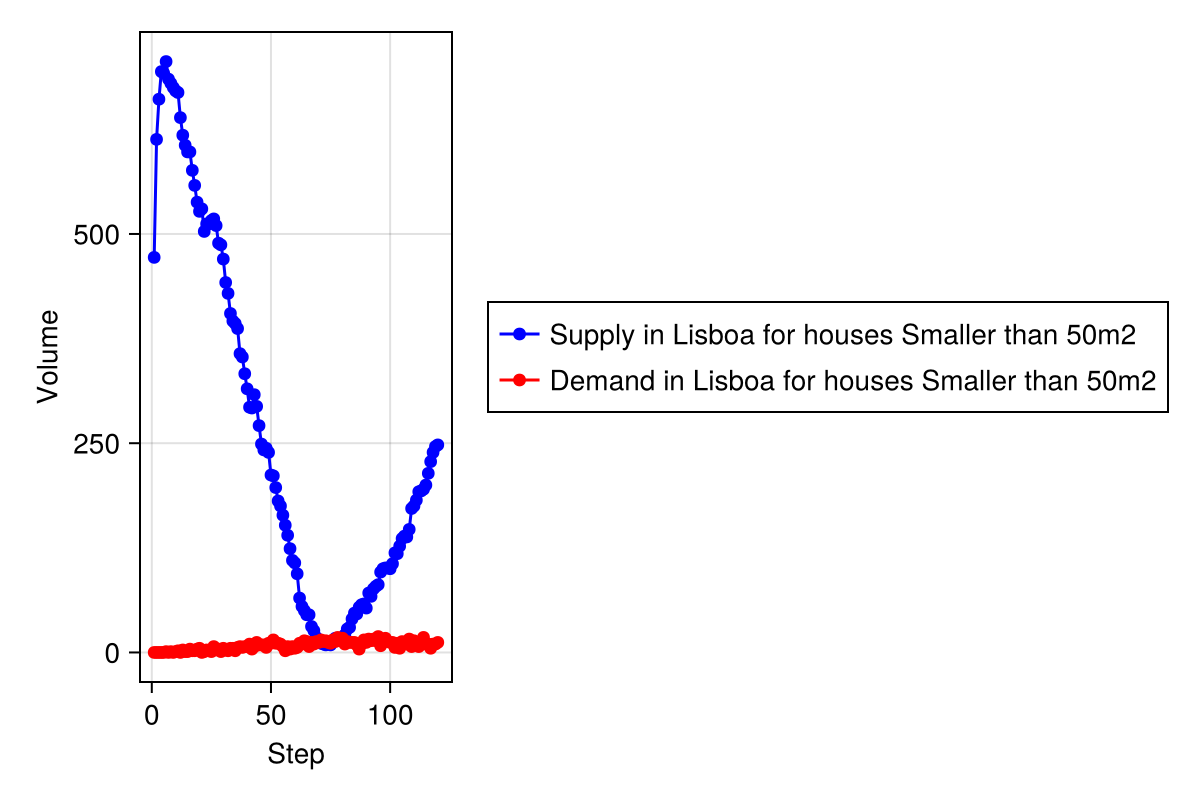 Volume
500
250
0
0 50 100
Step
Supply in Lisboa for houses Smaller than 50m2
Demand in Lisboa for houses Smaller than 50m2